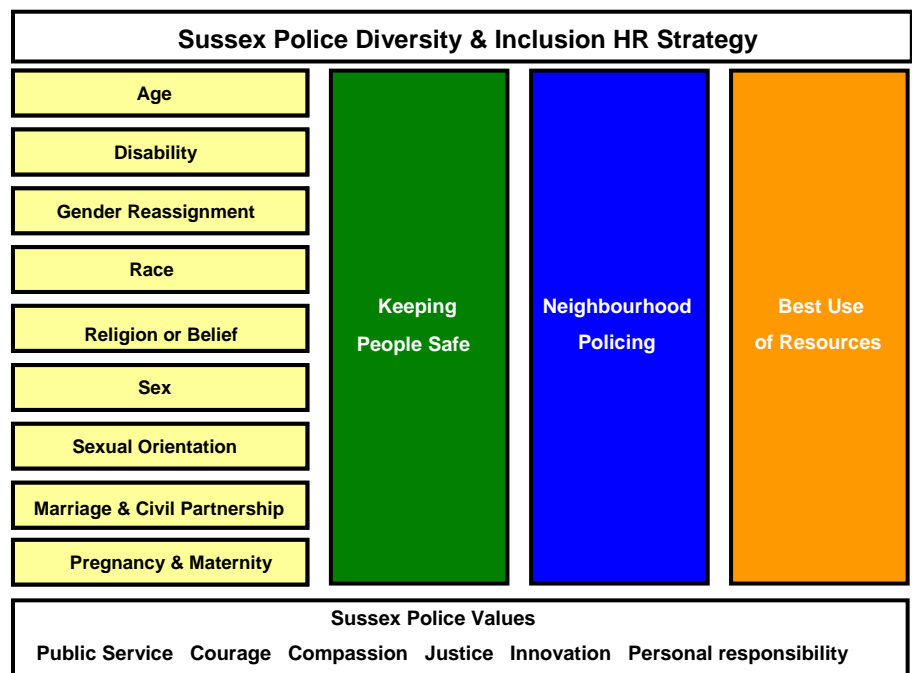 Sussex Police Diversity & Inclusion HR Strategy
Age
Disability
Gender Reassignment
Race
Religion or Belief
Sex
Sexual Orientation
Marriage & Civil Partnership
Pregnancy & Maternity
Keeping
People Safe
Neighbourhood
Policing
Best Use
of Resources
Sussex Police Values
Public Service Courage Compassion Justice Innovation Personal responsibility